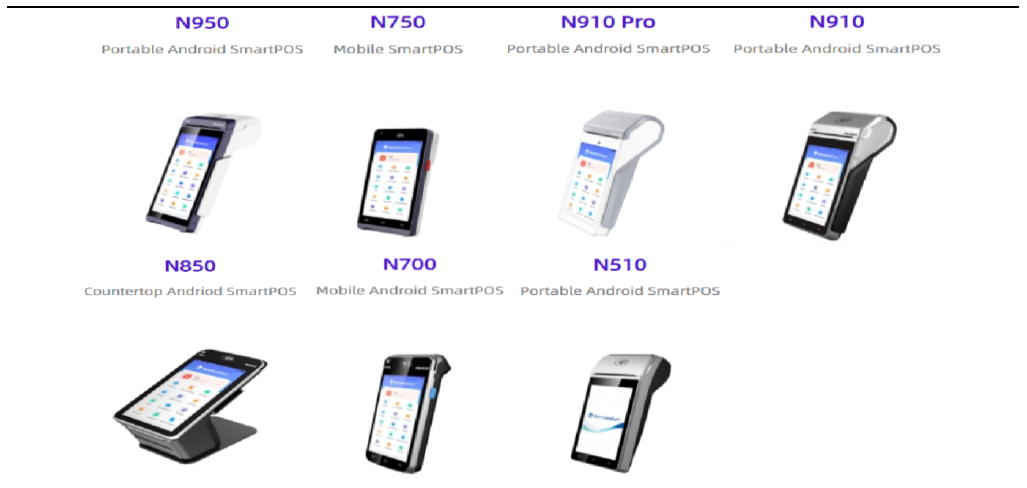 N950 N750 N910 Pro N910
Portable Android SmartPOS Mobile SmartPOS Portable Android SmartPOS Portable Android SmartPOS
N850 N700 N510
Countertop Andriod SmartPOS Mobile Android SmartPOS Portable Android SmartPOS